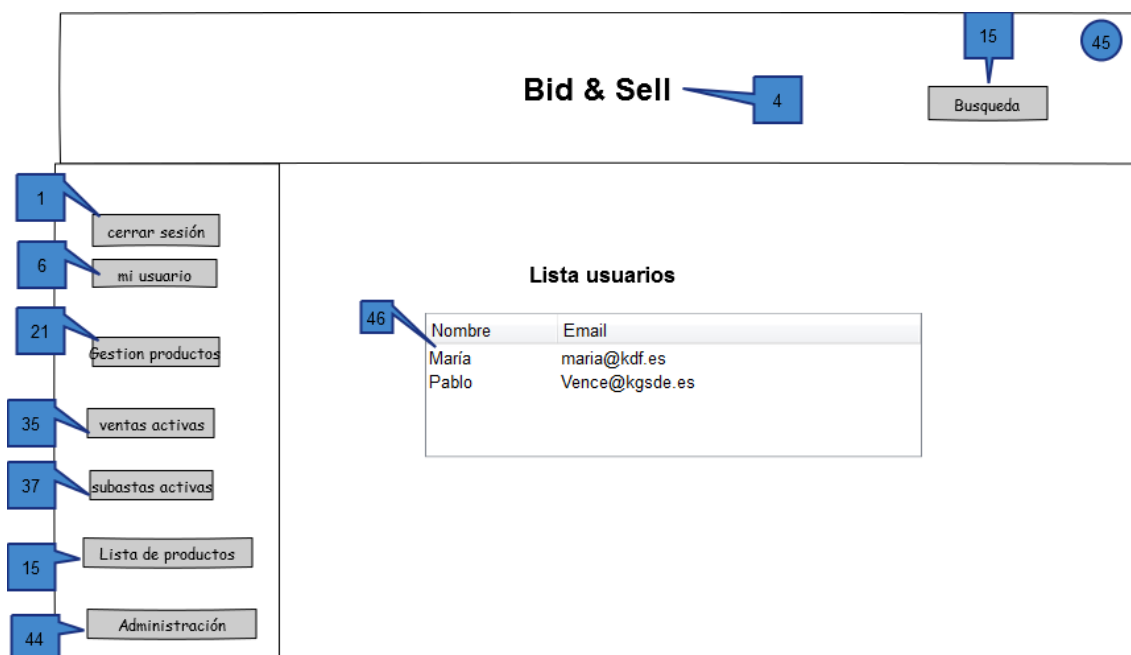 15
45
Bid & Sell
4
Busqueda
1
cerrar sesión
6
mi usuario
21
Gestion productos
35
ventas activas
37
subastas activas
15
Lista de productos
44
Administración
Lista usuarios
46
Nombre Email
María maria@kdf.es
Pablo Vence@kgsde.es